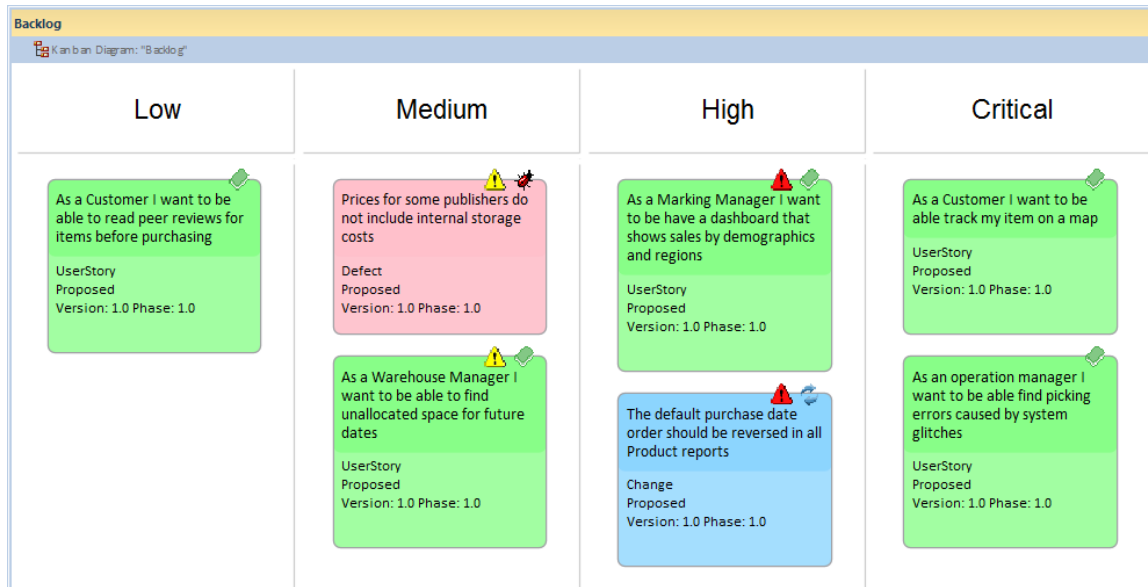 Backlog
Kanban Diagram: "Backlog"
Low
Medium
High
Critical
As a Customer I want to be
able to read peer reviews for
items before purchasing
UserStory
Proposed
Version: 1.0 Phase: 1.0
Prices for some publishers do
not include internal storage
costs
Defect
Proposed
Version: 1.0 Phase: 1.0
As a Warehouse Manager I
want to be able to find
unallocated space for future
dates
UserStory
Proposed
Version: 1.0 Phase: 1.0
As a Marking Manager I want
to be have a dashboard that
shows sales by demographics
and regions
UserStory
Proposed
Version: 1.0 Phase: 1.0
The default purchase date
order should be reversed in all
Product reports
Change
Proposed
Version: 1.0 Phase: 1.0
As a Customer I want to be
able track my item on a map
UserStory
Proposed
Version: 1.0 Phase: 1.0
As an operation manager I
want to be able find picking
errors caused by system
glitches
UserStory
Proposed
Version: 1.0 Phase: 1.0